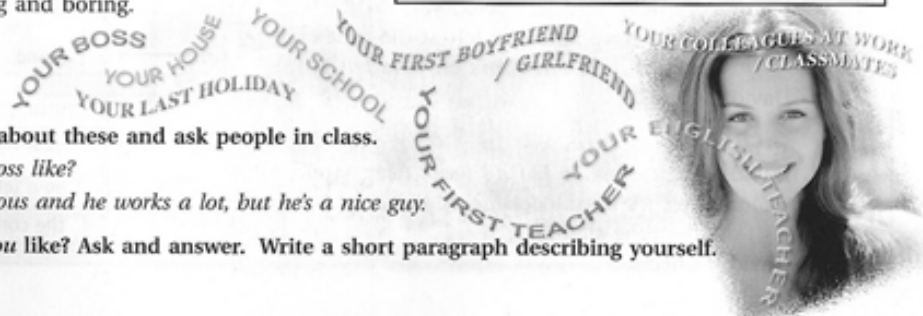 g and boring.
YOUR BOSS
YOUR HOUSE
YOUR LAST HOLIDAY
YOUR SCHOOL
YOUR FIRST BOYFRIEND
/ GIRLFRIEND
YOUR FIRST TEACHER
YOUR ENGLISH TEACHER
YOUR COLLEAGUES AT WORK
/CLASSMATES
about these and ask people in class.
oss like?
ous and he works a lot, but he's a nice guy.
ou like? Ask and answer. Write a short paragraph describing yourself.